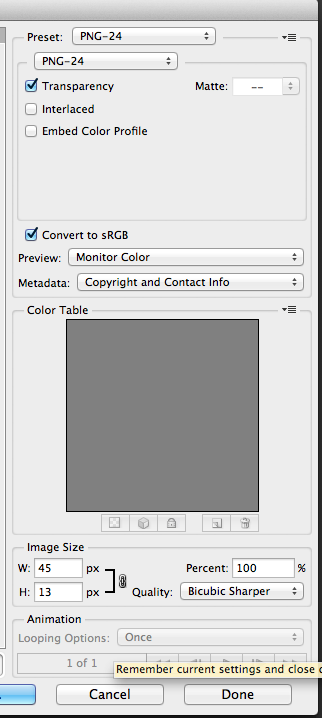 Preset: PNG-24
PNG-24
Transparency Matte: --
Interlaced
Embed Color Profile
Convert to sRGB
Preview: Monitor Color
Metadata: Copyright and Contact Info
Color Table
Image Size
W: 45 px Percent: 100 %
H: 13 px Quality: Bicubic Sharper
Animation
Looping Options: Once
1 of 1
Remember current settings and close
Cancel Done